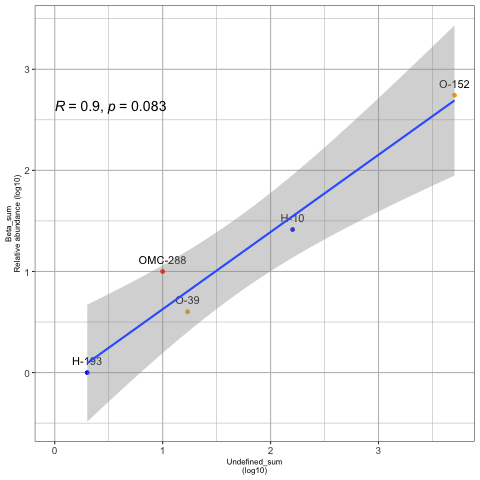 3
2
1
0
Beta_sum
Relative abundance (log10)
R = 0.9, p = 0.083
O-152
H-10
OMC-288
O-39
H-193
0 1 2 3
Undefined_sum
(log10)